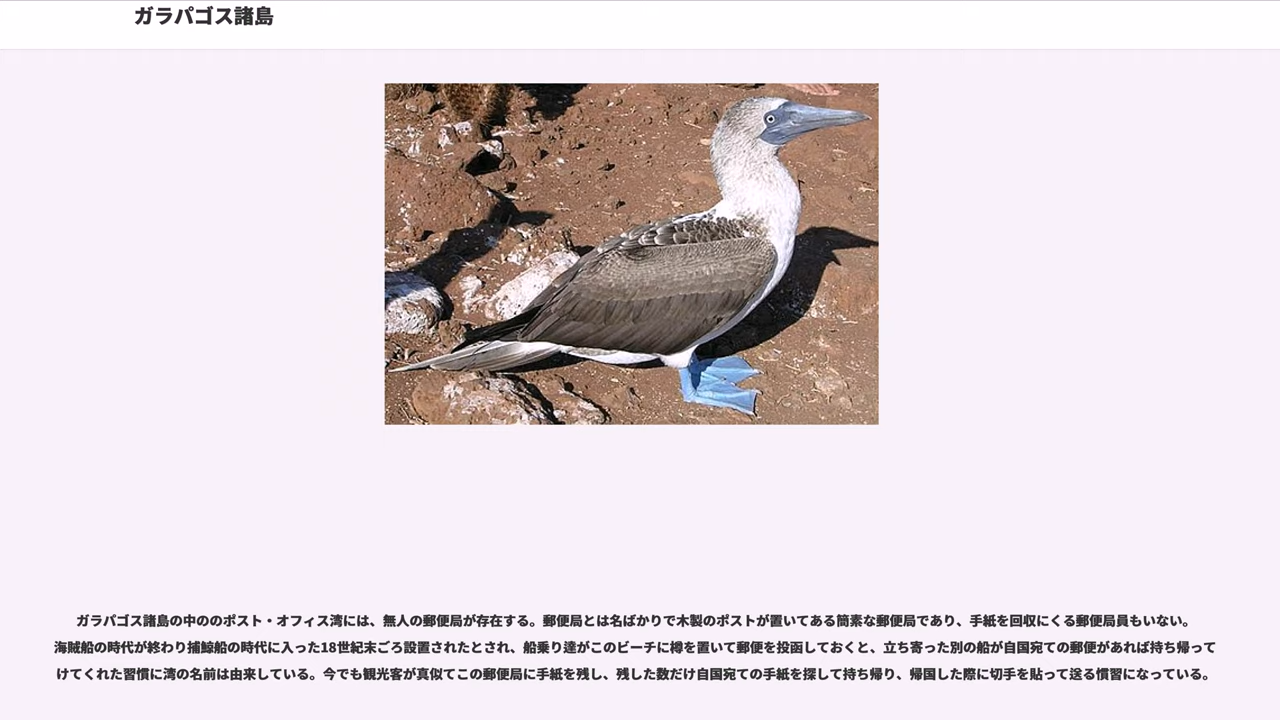 ガラパゴス諸島
ガラパゴス諸島の中ののポスト・オフィス湾には、無人の郵便局が存在する。郵便局とは名ばかりで木製のポストが置いてある簡素な郵便局であり、手紙を回収にくる郵便局員もいない。
海賊船の時代が終わり捕鯨船の時代に入った18世紀末ごろ設置されたとされ、船乗り達がこのビーチに樽を置いて郵便を投函しておくと、立ち寄った別の船が自国宛ての郵便があれば持ち帰って
けてくれた習慣に湾の名前は由来している。今でも観光客が真似てこの郵便局に手紙を残し、残した数だけ自国宛ての手紙を探して持ち帰り、帰国した際に切手を貼って送る慣習になっている。